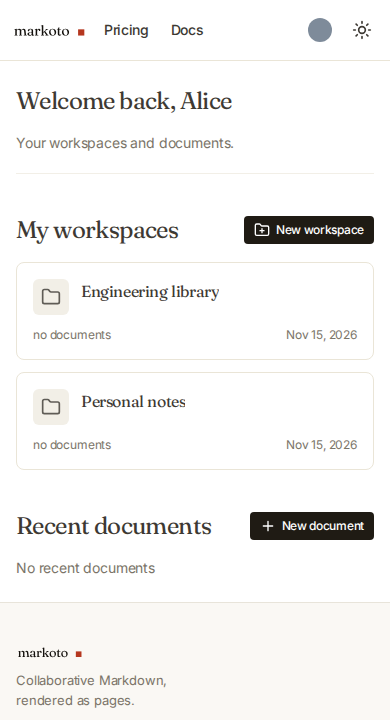 markoto Pricing Docs
Welcome back, Alice
Your workspaces and documents.
My workspaces New workspace
Engineering library
no documents Nov 15, 2026
Personal notes
no documents Nov 15, 2026
Recent documents New document
No recent documents
markoto
Collaborative Markdown,
rendered as pages.